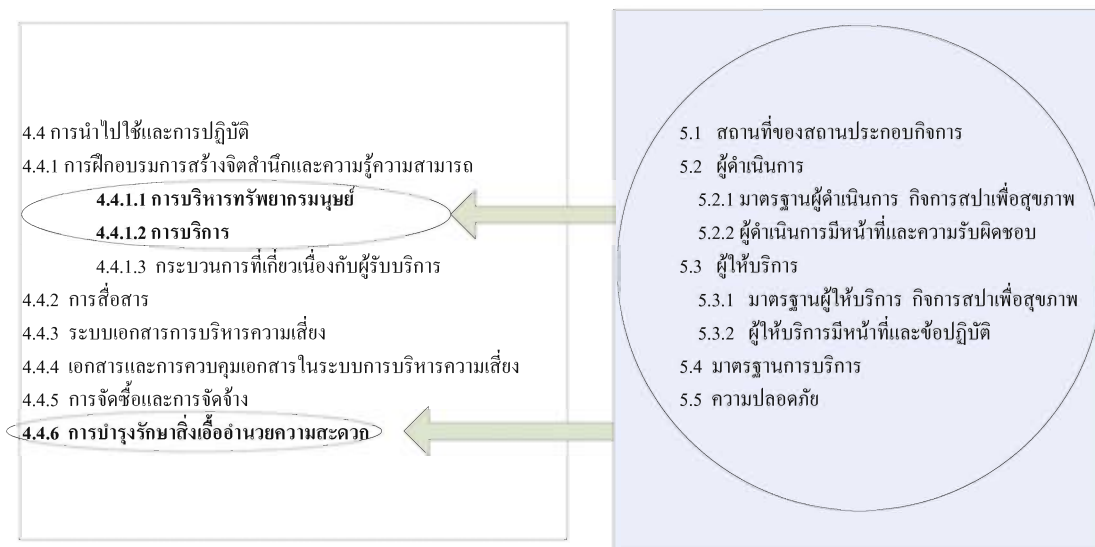 4.4 การนำไปใช้และการปฏิบัติ
4.4.1 การฝึกอบรมการสร้างจิตสำนึกและความรู้ความสามารถ
4.4.1.1 การบริหารทรัพยากรมนุษย์
4.4.1.2 การบริการ
4.4.1.3 กระบวนการที่เกี่ยวเนื่องกับผู้รับบริการ
4.4.2 การสื่อสาร
4.4.3 ระบบเอกสารการบริหารความเสี่ยง
4.4.4 เอกสารและการควบคุมเอกสารในระบบการบริหารความเสี่ยง
4.4.5 การจัดซื้อและการจัดจ้าง
4.4.6 การบำรุงรักษาสิ่งเอื้ออำนวยความสะดวก
5.1 สถานที่ของสถานประกอบกิจการ
5.2 ผู้ดำเนินการ
5.2.1 มาตรฐานผู้ดำเนินการ กิจการสปาเพื่อสุขภาพ
5.2.2 ผู้ดำเนินการมีหน้าที่และความรับผิดชอบ
5.3 ผู้ให้บริการ
5.3.1 มาตรฐานผู้ให้บริการ กิจการสปาเพื่อสุขภาพ
5.3.2 ผู้ให้บริการมีหน้าที่และข้อปฏิบัติ
5.4 มาตรฐานการบริการ
5.5 ความปลอดภัย